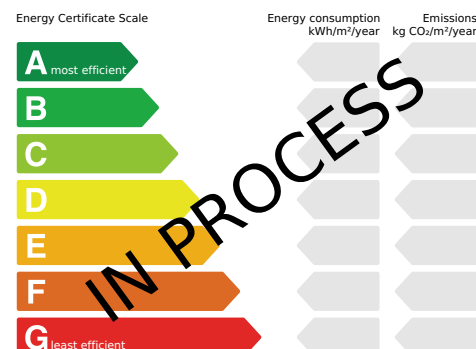 Energy Certificate Scale
Energy consumption
kWh/m²/year
Emissions
kg CO₂/m²/year
A most efficient
B
C
D
E
F
G least efficient
IN PROCESS